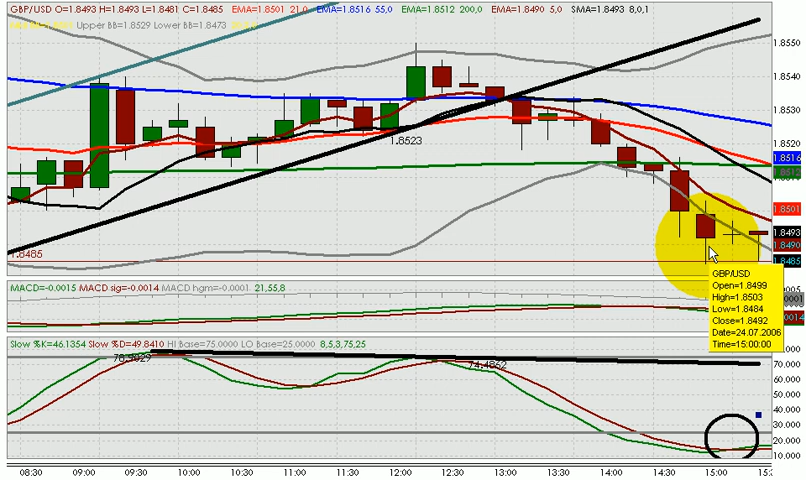 GBP/USD O=1.8493 H=1.8493 L=1.8481 C=1.8485 EMA=1.8501 21,0 EMA=1.8516 55,0 EMA=1.8512 200,0 EMA=1.8490 5,0 SMA=1.8493 8,0,1
Upper BB=1.8529 Lower BB=1.8473
1.8550
1.8540
1.8530
1.8520
1.8523
1.8516
1.8512
1.8501
1.8493
1.8490
1.8485
1.8485
GBP/USD
Open=1.8499
High=1.8503
Low=1.8484
Close=1.8492
Date=24.07.2006
Time=15:00:00
MACD=-0.0015 MACD sig=-0.0014 MACD hgm=-0.0001 21,55,8
Slow %K=46.1354 Slow %D=49.8410 HI Base=75.0000 LO Base=25.0000 8,5,3,75,25
74.4862
70.000
60.000
50.000
40.000
30.000
20.000
10.000
08:30 09:00 09:30 10:00 10:30 11:00 11:30 12:00 12:30 13:00 13:30 14:00 14:30 15:00